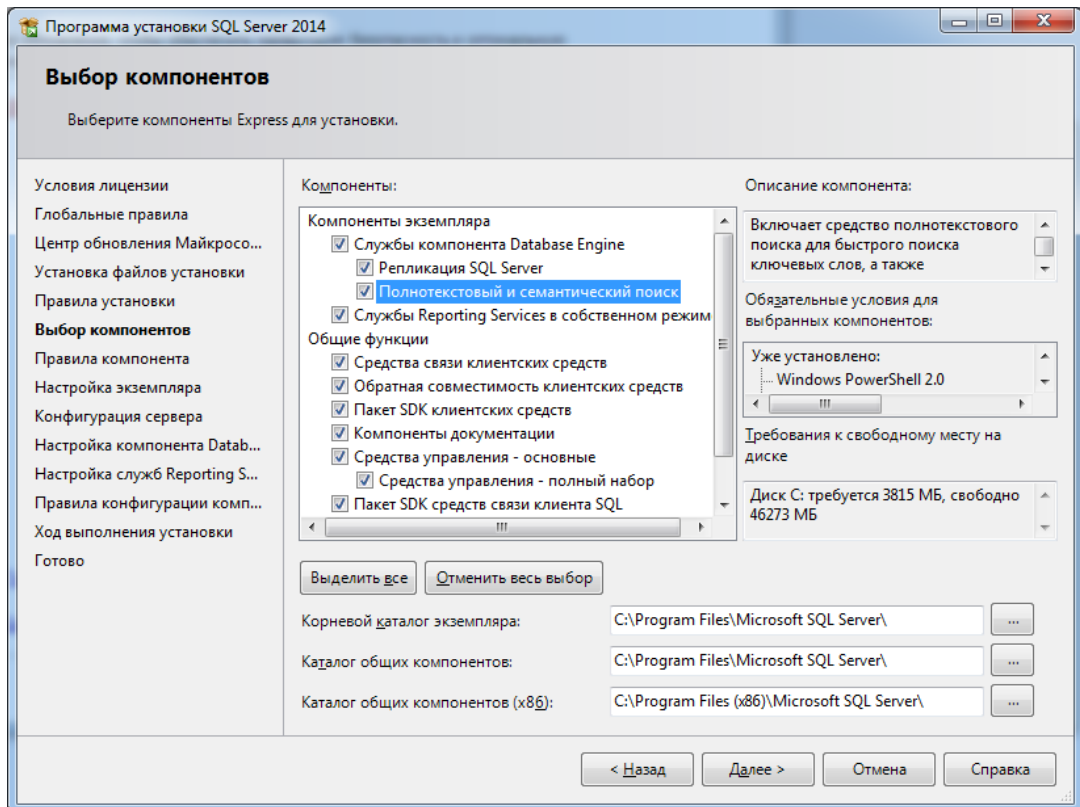 Программа установки SQL Server 2014
Выбор компонентов
Выберите компоненты Express для установки.
Условия лицензии
Глобальные правила
Центр обновления Майкросо...
Установка файлов установки
Правила установки
Выбор компонентов
Правила компонента
Настройка экземпляра
Конфигурация сервера
Настройка компонента Datab...
Настройка служб Reporting S...
Правила конфигурации комп...
Ход выполнения установки
Готово
Компоненты:
Компоненты экземпляра
Службы компонента Database Engine
Репликация SQL Server
Полнотекстовый и семантический поиск
Службы Reporting Services в собственном режим
Общие функции
Средства связи клиентских средств
Обратная совместимость клиентских средств
Пакет SDK клиентских средств
Компоненты документации
Средства управления - основные
Средства управления - полный набор
Пакет SDK средств связи клиента SQL
Описание компонента:
Включает средство полнотекстового
поиска для быстрого поиска
ключевых слов, а также
Обязательные условия для
выбранных компонентов:
Уже установлено:
Windows PowerShell 2.0
Требования к свободному месту на
диске
Диск C: требуется 3815 МБ, свободно
46273 МБ
Выделить все
Отменить весь выбор
Корневой каталог экземпляра:
C:\Program Files\Microsoft SQL Server\
...
Каталог общих компонентов:
C:\Program Files\Microsoft SQL Server\
...
Каталог общих компонентов (x86):
C:\Program Files (x86)\Microsoft SQL Server\
...
< Назад
Далее >
Отмена
Справка